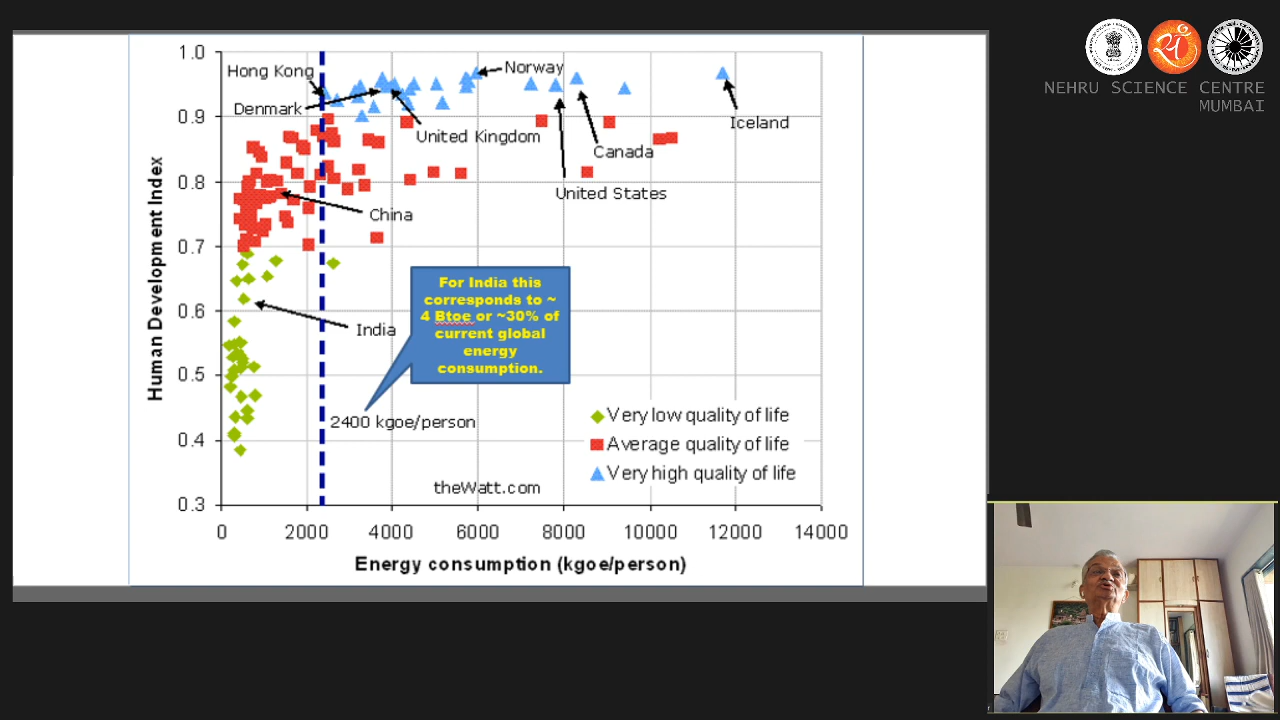 NEHRU SCIENCE CENTRE
MUMBAI
Human Development Index
1.0
0.9
0.8
0.7
0.6
0.5
0.4
0.3
Hong Kong
Norway
Denmark
United Kingdom
Iceland
Canada
United States
China
India
For India this
corresponds to ~
4 Btoe or ~30% of
current global
energy
consumption.
2400 kgoe/person
Very low quality of life
Average quality of life
Very high quality of life
theWatt.com
0 2000 4000 6000 8000 10000 12000 14000
Energy consumption (kgoe/person)